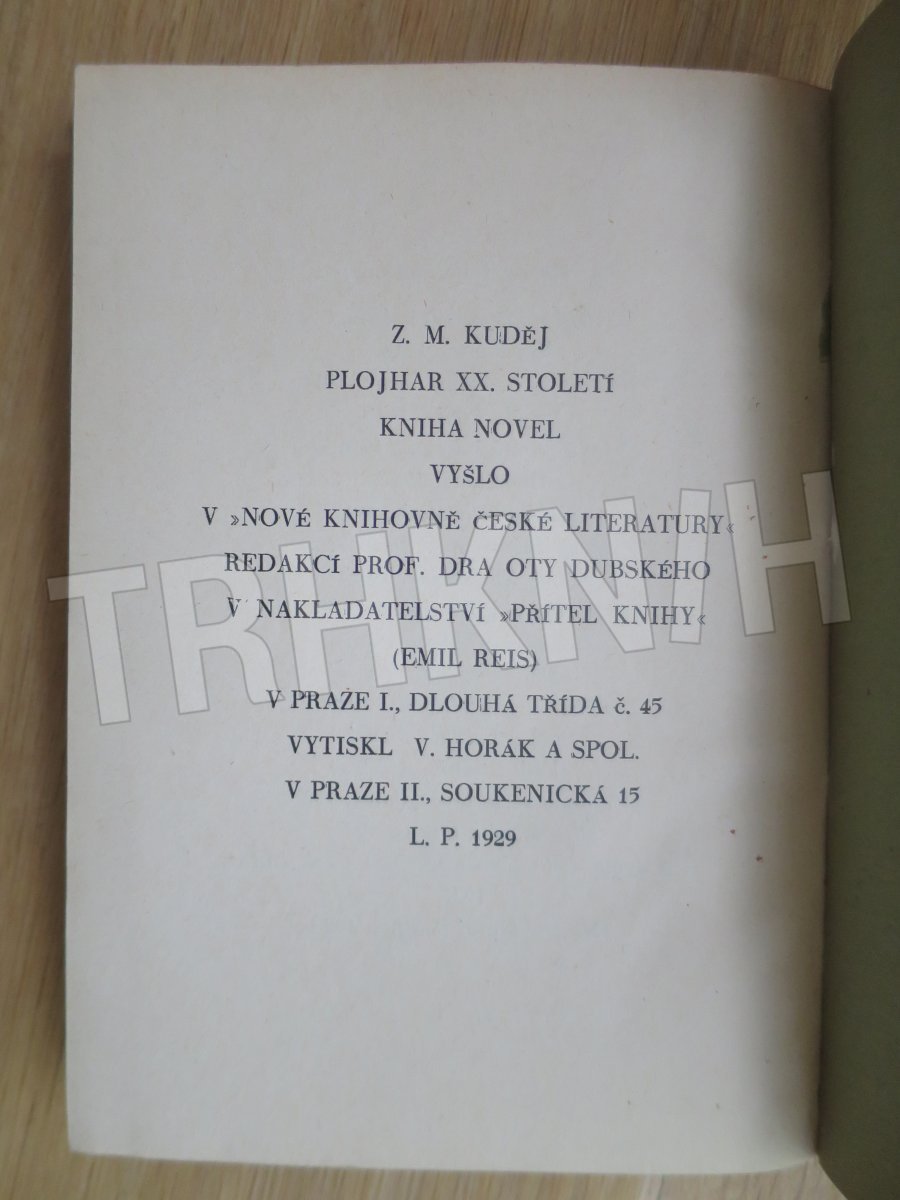 Z. M. KUDĚJ
PLOJHAR XX. STOLETÍ
KNIHA NOVEL
VYŠLO
V »NOVÉ KNIHOVNĚ ČESKÉ LITERATURY«
REDAKCÍ PROF. DRA OTY DUBSKÉHO
V NAKLADATELSTVÍ »PŘÍTEL KNIHY«
(EMIL REIS)
V PRAZE I., DLOUHÁ TŘÍDA č. 45
VYTISKL V. HORÁK A SPOL.
V PRAZE II., SOUKENICKÁ 15
L. P. 1929
TRHKNIH